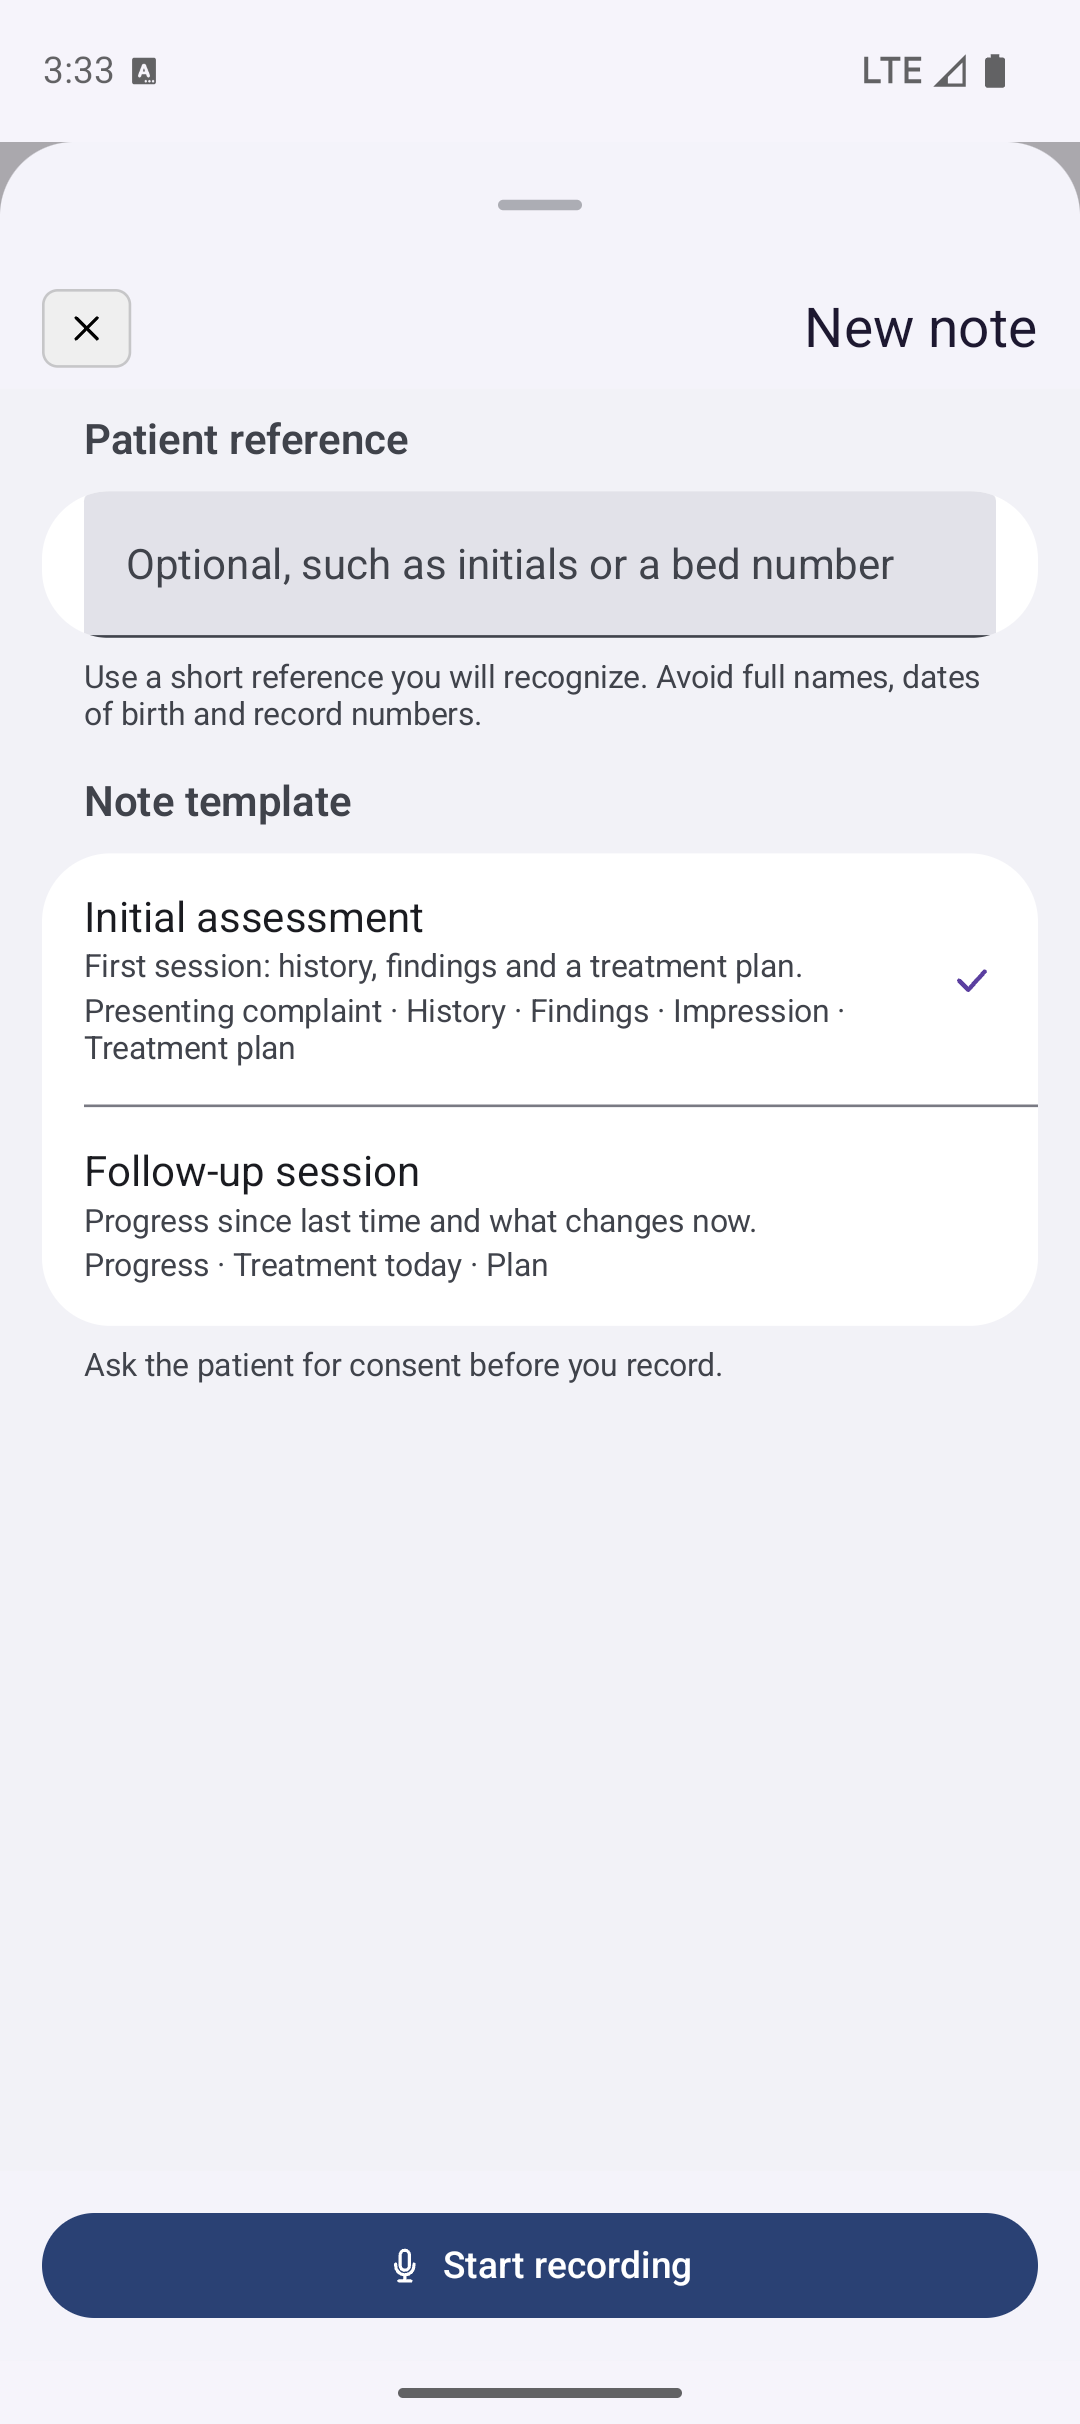 3:33
LTE
New note
Patient reference
Optional, such as initials or a bed number
Use a short reference you will recognize. Avoid full names, dates
of birth and record numbers.
Note template
Initial assessment
First session: history, findings and a treatment plan.
Presenting complaint · History · Findings · Impression ·
Treatment plan
Follow-up session
Progress since last time and what changes now.
Progress · Treatment today · Plan
Ask the patient for consent before you record.
Start recording